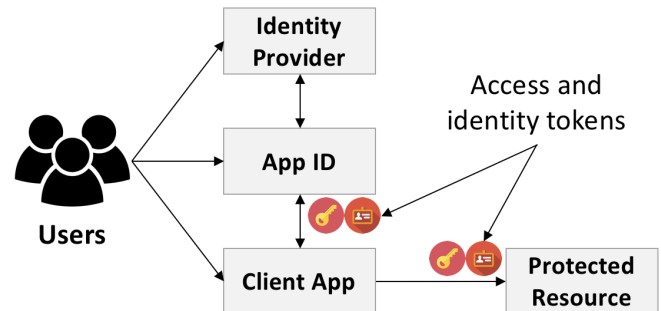 Identity
Provider
Access and
identity tokens
App ID
Users
Client App
Protected
Resource